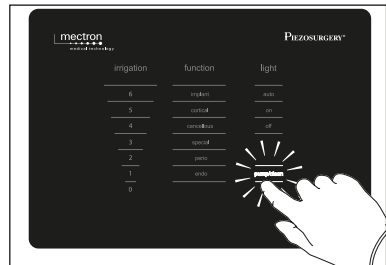 mectron
medical technology
PIEZOSURGERY®
irrigation function light
6 implant auto
5 cortical on
4 cancellous off
3 special
2 perio
1 endo pump/clean
0